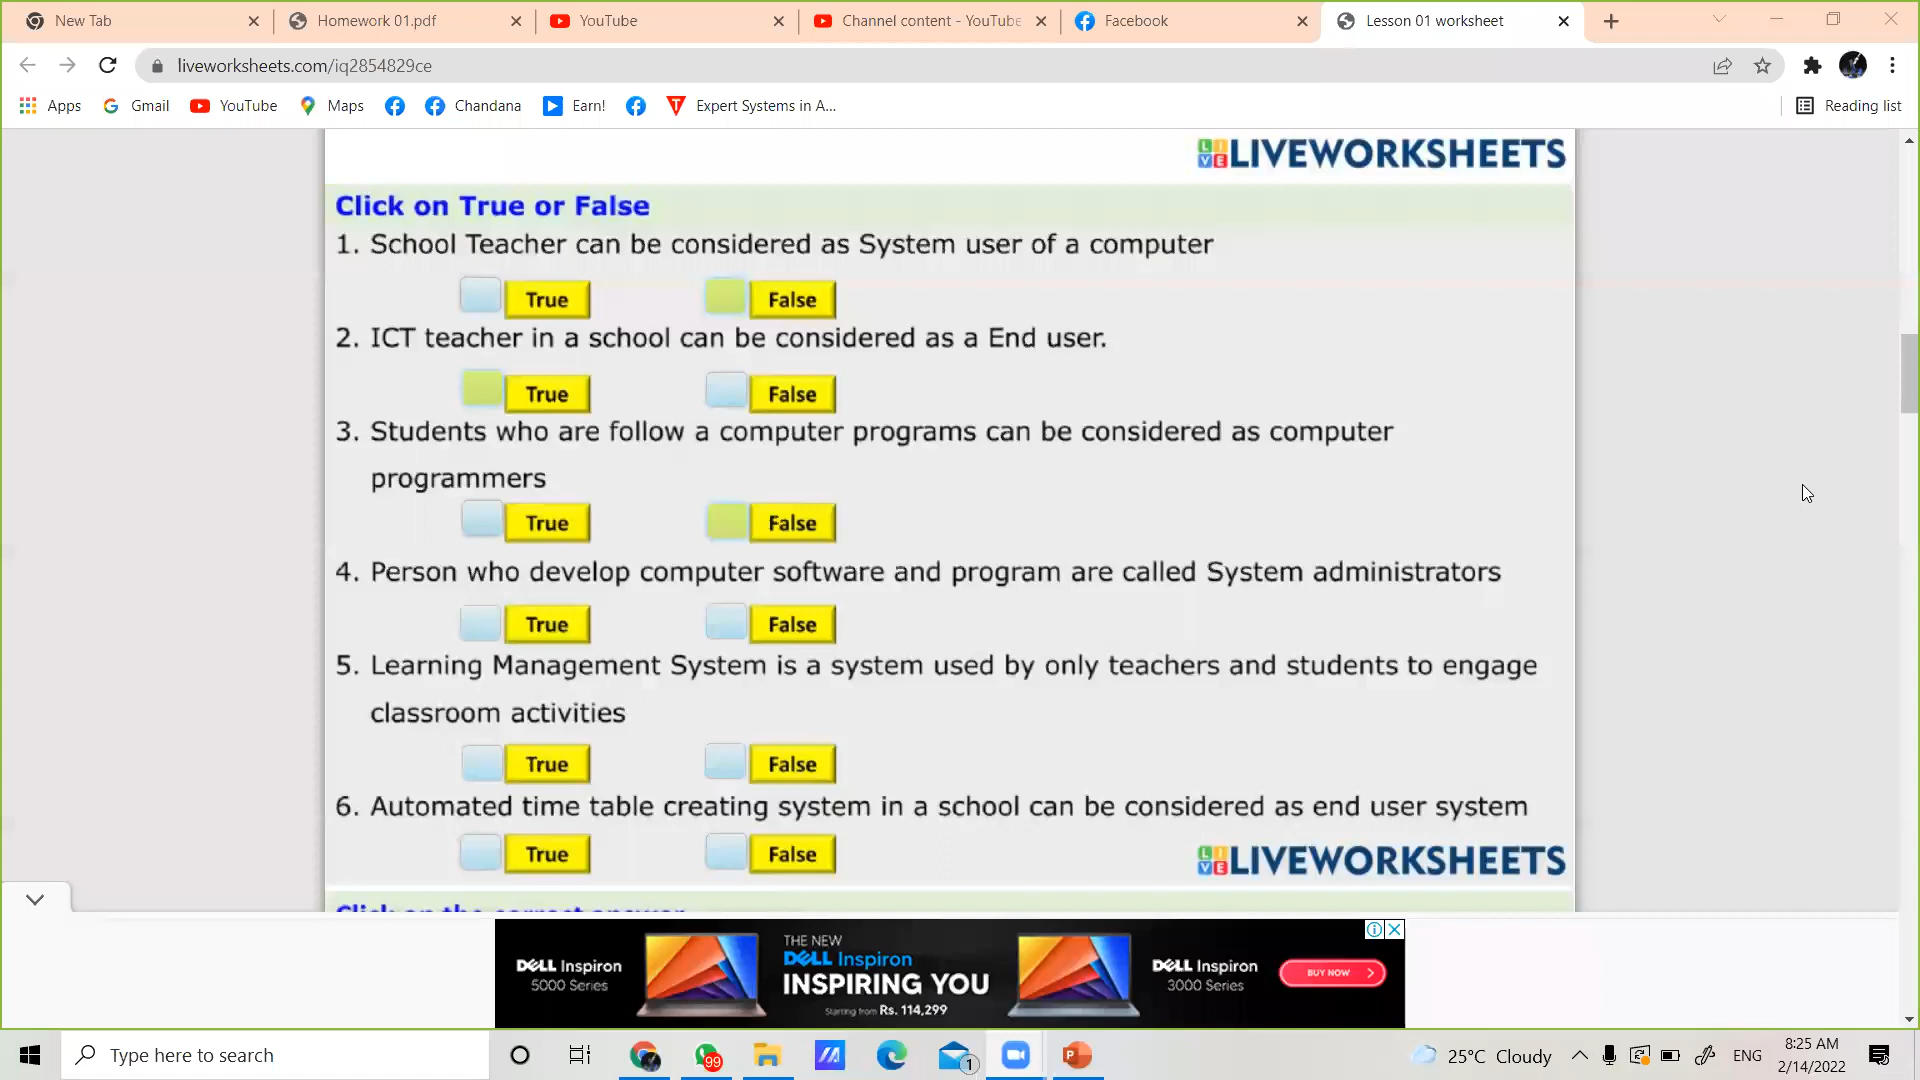 New Tab
Homework 01.pdf
YouTube
Channel content - YouTube
Facebook
Lesson 01 worksheet
liveworksheets.com/iq2854829ce
Apps
Gmail
YouTube
Maps
Chandana
Earn!
Expert Systems in A...
Reading list
LIVEWORKSHEETS
Click on True or False
1. School Teacher can be considered as System user of a computer
True
False
2. ICT teacher in a school can be considered as a End user.
True
False
3. Students who are follow a computer programs can be considered as computer
programmers
True
False
4. Person who develop computer software and program are called System administrators
True
False
5. Learning Management System is a system used by only teachers and students to engage
classroom activities
True
False
6. Automated time table creating system in a school can be considered as end user system
True
False
LIVEWORKSHEETS
DELL Inspiron
5000 Series
THE NEW
DELL Inspiron
INSPIRING YOU
Starting from Rs. 114,299
DELL Inspiron
3000 Series
BUY NOW
Type here to search
99
1
25°C Cloudy
ENG
8:25 AM
2/14/2022